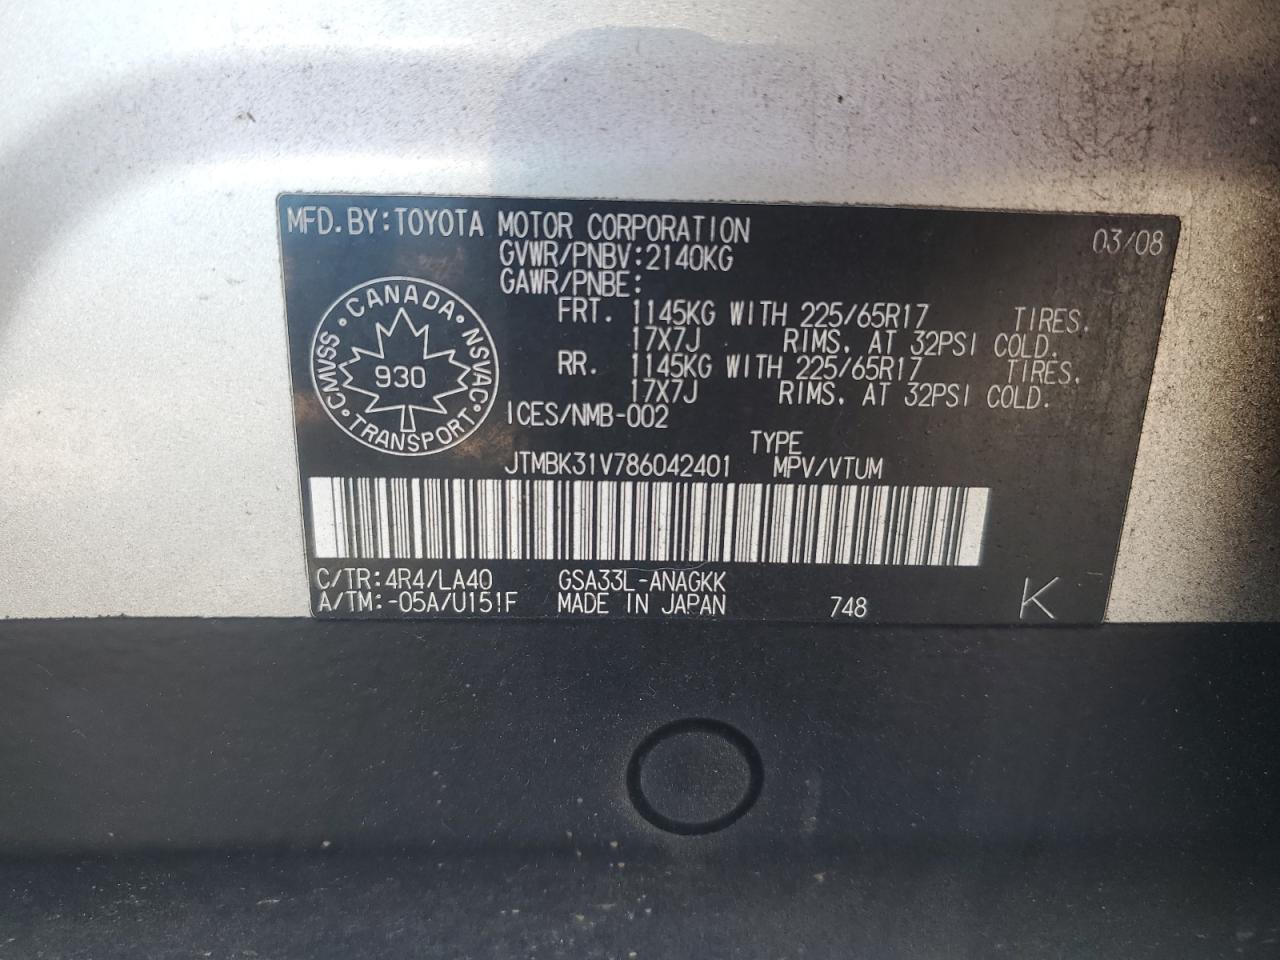 MFD. BY: TOYOTA MOTOR CORPORATION 03/08
GVWR/PNBV: 2140KG
GAWR/PNBE:
FRT. 1145KG WITH 225/65R17 TIRES.
17X7J RIMS, AT 32PSI COLD.
RR. 1145KG WITH 225/65R17 TIRES.
17X7J RIMS, AT 32PSI COLD.
CANADA · NSVAC · TRANSPORT · CMVSS ·
930
ICES/NMB-002
TYPE
JTMBK31V786042401 MPV/VTUM
C/TR: 4R4/LA40 GSA33L-ANAGKK
A/TM: -05A/U151F MADE IN JAPAN 748 K